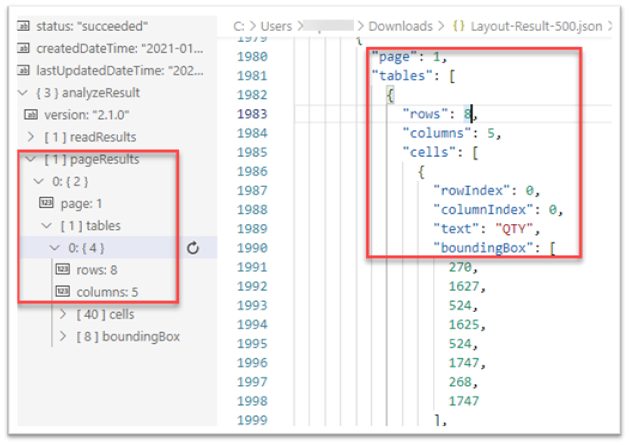 status: "succeeded"
createdDateTime: "2021-01...
lastUpdatedDateTime: "202...
{ 3 } analyzeResult
version: "2.1.0"
[ 1 ] readResults
[ 1 ] pageResults
0: { 2 }
page: 1
[ 1 ] tables
0: { 4 }
rows: 8
columns: 5
[ 40 ] cells
[ 8 ] boundingBox
C: > Users > > Downloads > {} Layout-Result-500.json >
1979 {
1980 "page": 1,
1981 "tables": [
1982 {
1983 "rows": 8,
1984 "columns": 5,
1985 "cells": [
1986 {
1987 "rowIndex": 0,
1988 "columnIndex": 0,
1989 "text": "QTY",
1990 "boundingBox": [
1991 270,
1992 1627,
1993 524,
1994 1625,
1995 524,
1996 1747,
1997 268,
1998 1747
1999 ],